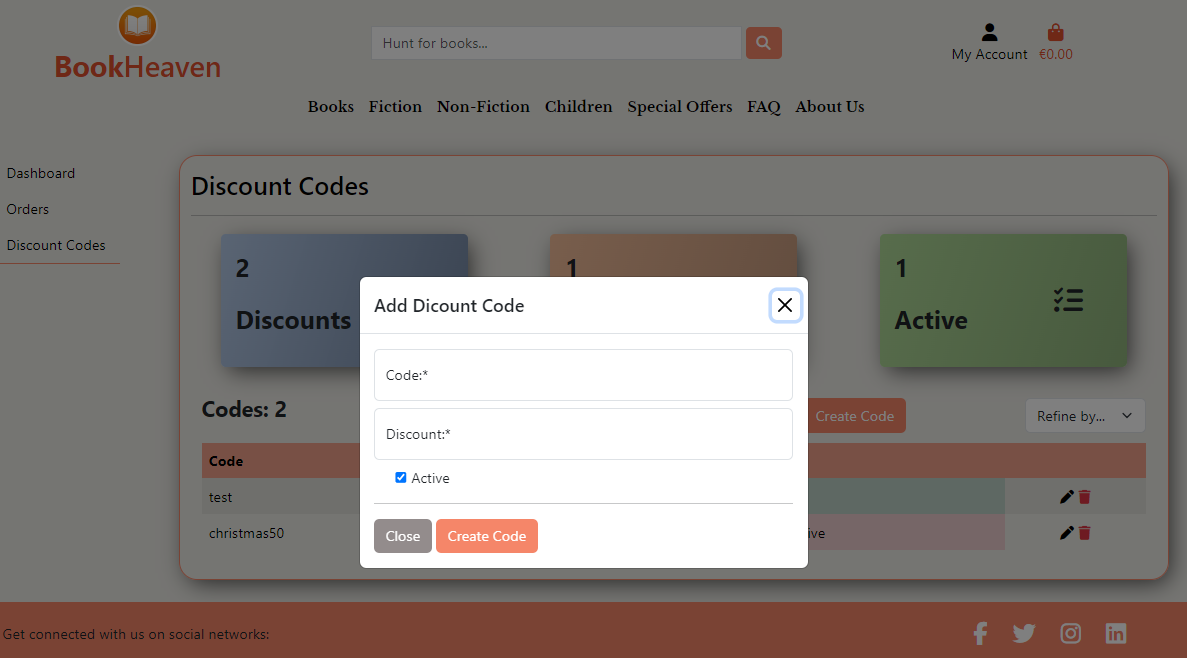 BookHeaven
Hunt for books...
My Account
€0.00
Books Fiction Non-Fiction Children Special Offers FAQ About Us
Dashboard
Orders
Discount Codes
Discount Codes
2
Discounts
1
1
Active
Add Dicount Code
Code:*
Discount:*
Active
Close Create Code
Codes: 2
Create Code
Refine by...
Code
test
christmas50
Get connected with us on social networks: